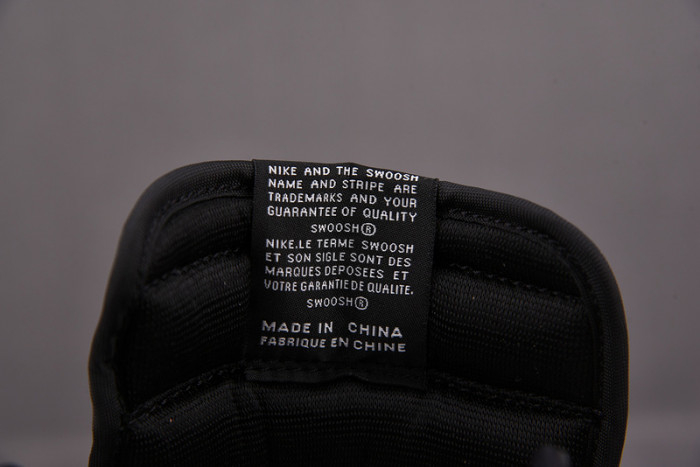 NIKE AND THE SWOOSH
NAME AND STRIPE ARE
TRADEMARKS AND YOUR
GUARANTEE OF QUALITY
SWOOSH®
NIKE.LE TERME SWOOSH
ET SON SIGLE SONT DES
MARQUES DEPOSEES ET
VOTRE GARANTIE DE QUALITE.
SWOOSH®
MADE IN CHINA
FABRIQUE EN CHINE